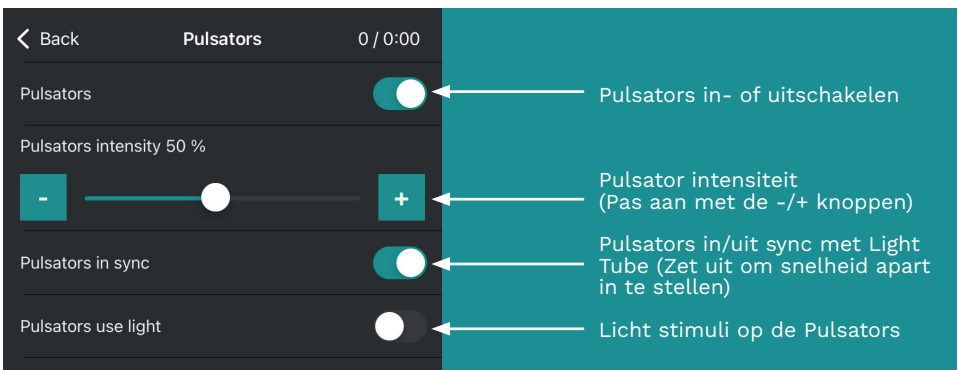 Back Pulsators 0 / 0:00
Pulsators
Pulsators in- of uitschakelen
Pulsators intensity 50 %
- +
Pulsator intensiteit
(Pas aan met de -/+ knoppen)
Pulsators in sync
Pulsators in/uit sync met Light
Tube (Zet uit om snelheid apart
in te stellen)
Pulsators use light
Licht stimuli op de Pulsators